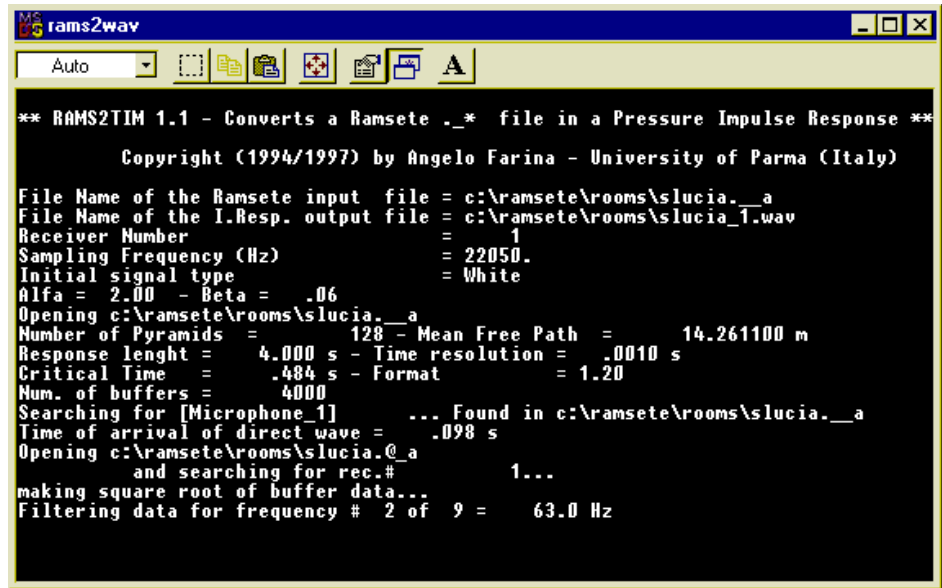 rams2wav
Auto
A
** RAMS2TIM 1.1 - Converts a Ramsete ._* file in a Pressure Impulse Response **
Copyright (1994/1997) by Angelo Farina - University of Parma (Italy)
File Name of the Ramsete input file = c:\ramsete\rooms\slucia.__a
File Name of the I.Resp. output file = c:\ramsete\rooms\slucia_1.wav
Receiver Number = 1
Sampling Frequency (Hz) = 22050.
Initial signal type = White
Alfa = 2.00 - Beta = .06
Opening c:\ramsete\rooms\slucia.__a
Number of Pyramids = 128 - Mean Free Path = 14.261100 m
Response lenght = 4.000 s - Time resolution = .0010 s
Critical Time = .484 s - Format = 1.20
Num. of buffers = 4000
Searching for [Microphone_1] ... Found in c:\ramsete\rooms\slucia.__a
Time of arrival of direct wave = .098 s
Opening c:\ramsete\rooms\slucia.@_a
and searching for rec.# 1...
making square root of buffer data...
Filtering data for frequency # 2 of 9 = 63.0 Hz